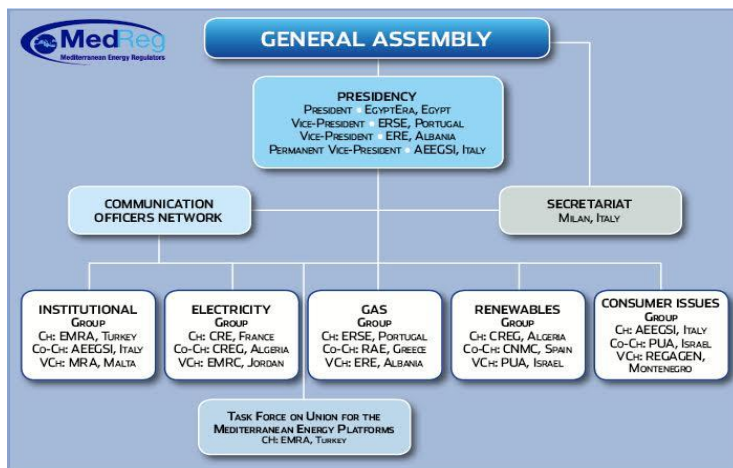 MedReg
Mediterranean Energy Regulators
GENERAL ASSEMBLY
PRESIDENCY
PRESIDENT • EGYPTERA, EGYPT
VICE-PRESIDENT • ERSE, PORTUGAL
VICE-PRESIDENT • ERE, ALBANIA
PERMANENT VICE-PRESIDENT • AEEGSI, ITALY
COMMUNICATION
OFFICERS NETWORK
SECRETARIAT
MILAN, ITALY
INSTITUTIONAL
GROUP
CH: EMRA, TURKEY
CO-CH: AEEGSI, ITALY
VCH: MRA, MALTA
ELECTRICITY
GROUP
CH: CRE, FRANCE
CO-CH: CREG, ALGERIA
VCH: EMRC, JORDAN
GAS
GROUP
CH: ERSE, PORTUGAL
CO-CH: RAE, GREECE
VCH: ERE, ALBANIA
RENEWABLES
GROUP
CH: CREG, ALGERIA
CO-CH: CNMC, SPAIN
VCH: PUA, ISRAEL
CONSUMER ISSUES
GROUP
CH: AEEGSI, ITALY
CO-CH: PUA, ISRAEL
VCH: REGAGEN,
MONTENEGRO
TASK FORCE ON UNION FOR THE
MEDITERRANEAN ENERGY PLATFORMS
CH: EMRA, TURKEY